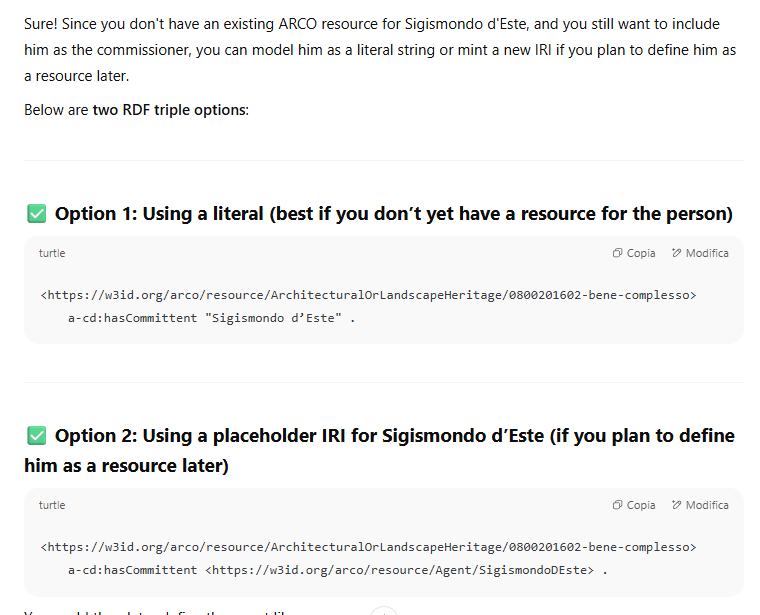 Sure! Since you don't have an existing ARCO resource for Sigismondo d'Este, and you still want to include
him as the commissioner, you can model him as a literal string or mint a new IRI if you plan to define him as
a resource later.
Below are two RDF triple options:
✅ Option 1: Using a literal (best if you don’t yet have a resource for the person)
turtle
Copia
Modifica
<https://w3id.org/arco/resource/ArchitecturalOrLandscapeHeritage/0800201602-bene-complesso>
a-cd:hasCommittent "Sigismondo d’Este" .
✅ Option 2: Using a placeholder IRI for Sigismondo d’Este (if you plan to define
him as a resource later)
turtle
Copia
Modifica
<https://w3id.org/arco/resource/ArchitecturalOrLandscapeHeritage/0800201602-bene-complesso>
a-cd:hasCommittent <https://w3id.org/arco/resource/Agent/SigismondoDEste> .